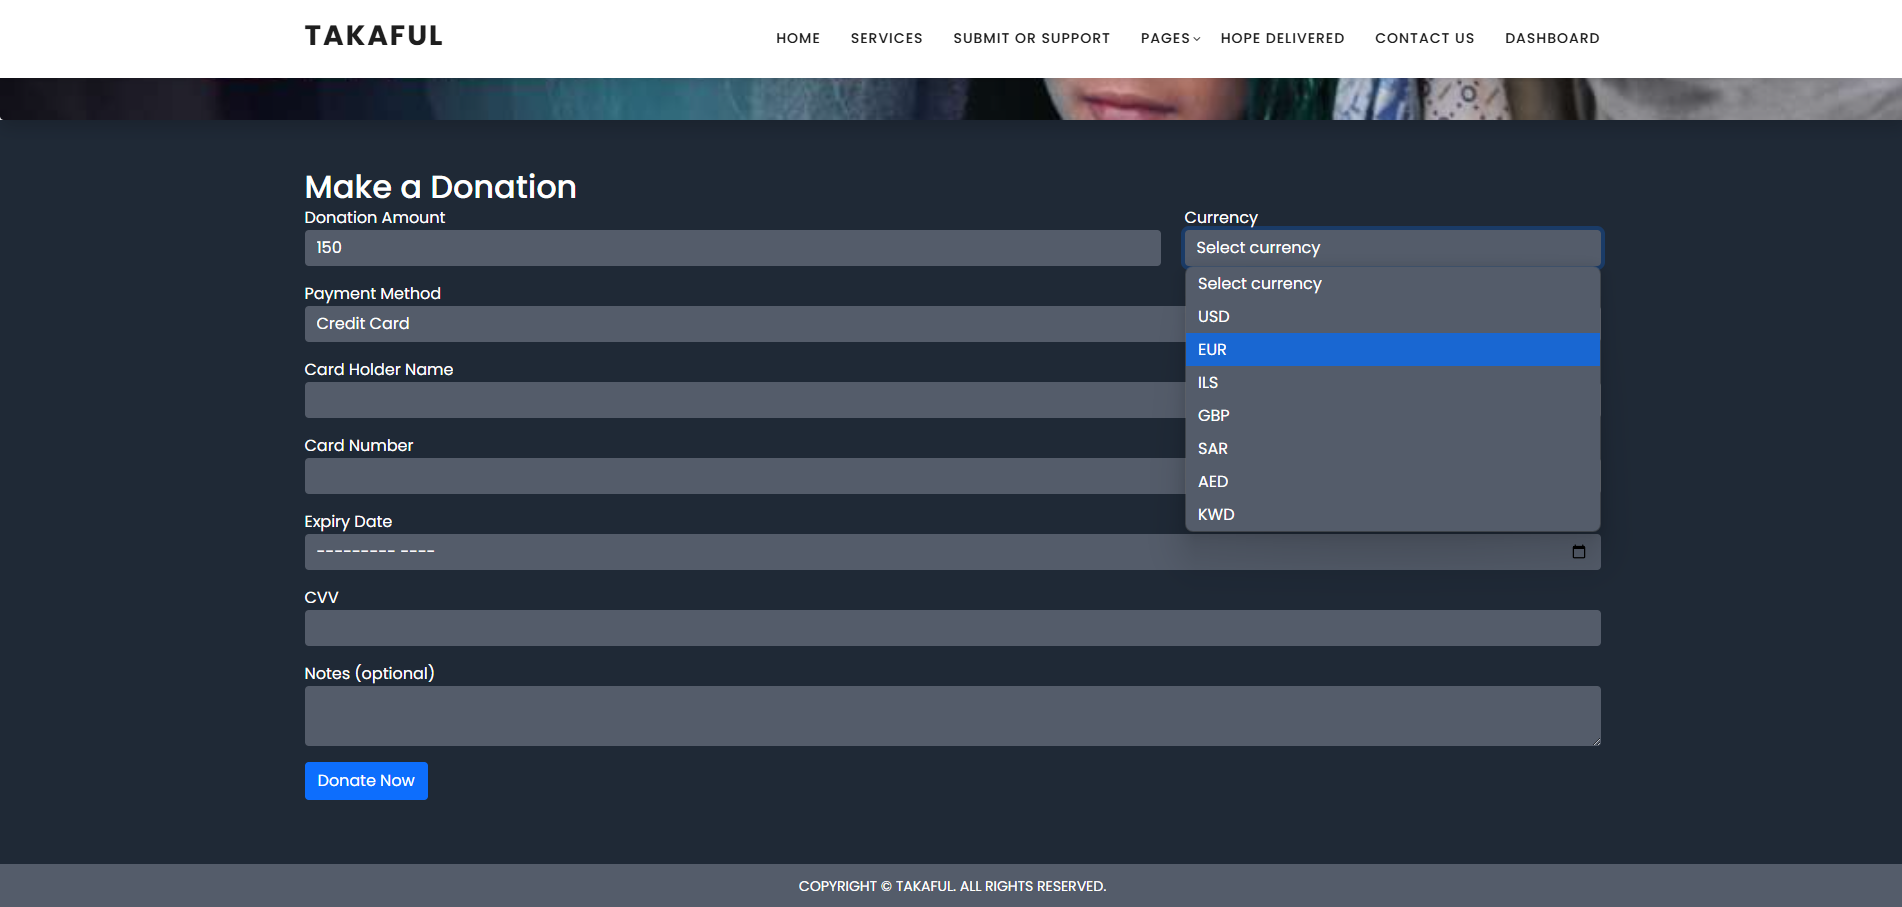 TAKAFUL
HOME SERVICES SUBMIT OR SUPPORT PAGES HOPE DELIVERED CONTACT US DASHBOARD
Make a Donation
Donation Amount
150
Currency
Select currency
Select currency
USD
EUR
ILS
GBP
SAR
AED
KWD
Payment Method
Credit Card
Card Holder Name
Card Number
Expiry Date
--------- ----
CVV
Notes (optional)
Donate Now
COPYRIGHT © TAKAFUL. ALL RIGHTS RESERVED.